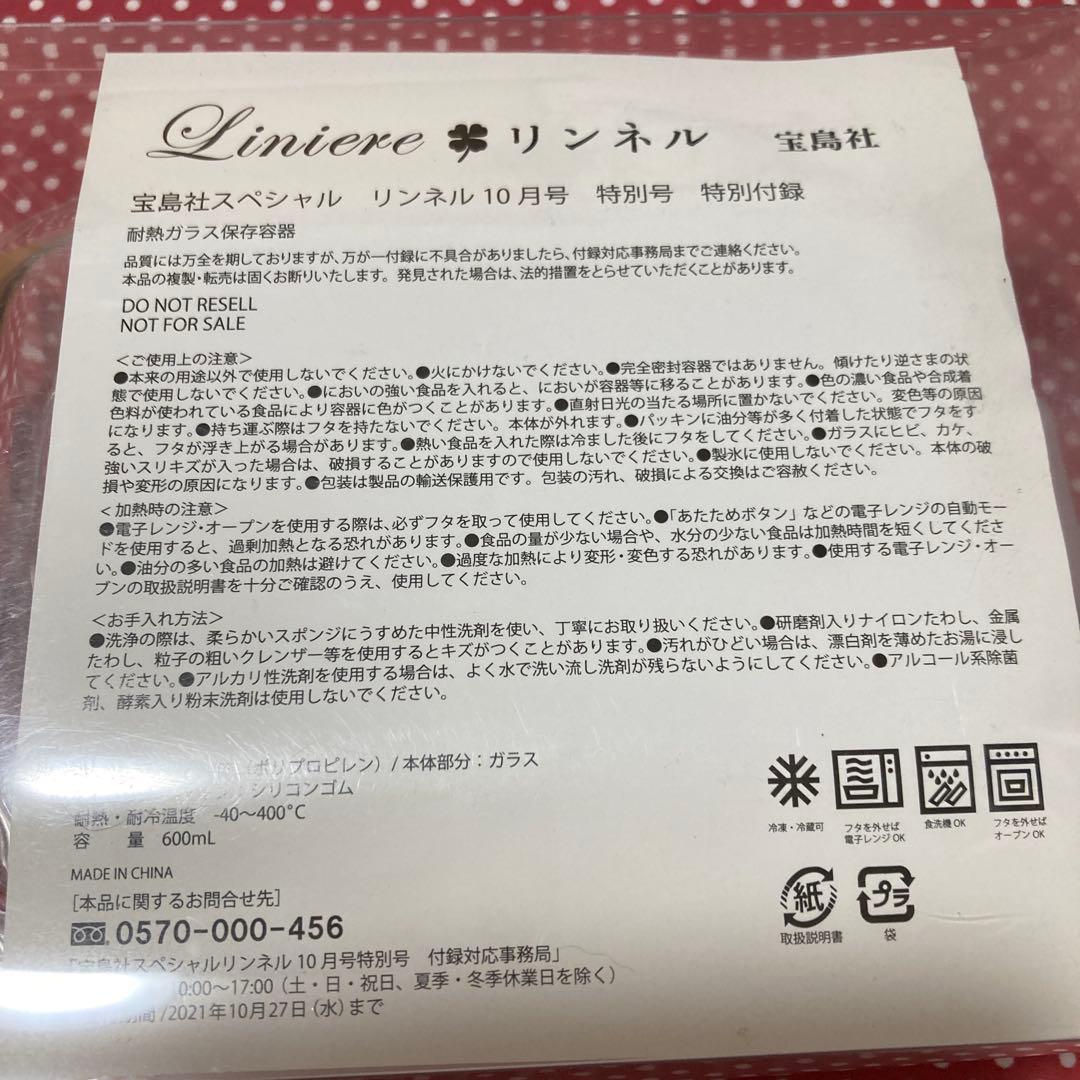 Liniere リンネル 宝島社
宝島社スペシャル リンネル10月号 特別号 特別付録
耐熱ガラス保存容器
品質には万全を期しておりますが、万が一付録に不具合がありましたら、付録対応事務局までご連絡ください。
本品の複製・転売は固くお断りいたします。発見された場合は、法的措置をとらせていただくことがあります。
DO NOT RESELL
NOT FOR SALE
＜ご使用上の注意＞
●本来の用途以外で使用しないでください。●火にかけないでください。●完全密封容器ではありません。傾けたり逆さまの状
態で使用しないでください。●においの強い食品を入れると、においが容器等に移ることがあります。●色の濃い食品や合成着
色料が使われている食品により容器に色がつくことがあります。●直射日光の当たる場所に置かないでください。変色等の原因
になります。●持ち運ぶ際はフタを持たないでください。本体が外れます。●パッキンに油分等が多く付着した状態でフタをす
ると、フタが浮き上がる場合があります。●熱い食品を入れた際は冷ました後にフタをしてください。●ガラスにヒビ、カケ、
強いスリキズが入った場合は、破損することがありますので使用しないでください。●製氷に使用しないでください。本体の破
損や変形の原因になります。●包装は製品の輸送保護用です。包装の汚れ、破損による交換はご容赦ください。
＜加熱時の注意＞
●電子レンジ・オーブンを使用する際は、必ずフタを取って使用してください。●「あたためボタン」などの電子レンジの自動モー
ドを使用すると、過剰加熱となる恐れがあります。●食品の量が少ない場合や、水分の少ない食品は加熱時間を短くしてくださ
い。●油分の多い食品の加熱は避けてください。●過度な加熱により変形・変色する恐れがあります。●使用する電子レンジ・オー
ブンの取扱説明書を十分ご確認のうえ、使用してください。
＜お手入れ方法＞
●洗浄の際は、柔らかいスポンジにうすめた中性洗剤を使い、丁寧にお取り扱いください。●研磨剤入りナイロンたわし、金属
たわし、粒子の粗いクレンザー等を使用するとキズがつくことがあります。●汚れがひどい場合は、漂白剤を薄めたお湯に浸し
てください。●アルカリ性洗剤を使用する場合は、よく水で洗い流し洗剤が残らないようにしてください。●アルコール系除菌
剤、酵素入り粉末洗剤は使用しないでください。
（ポリプロピレン）/本体部分：ガラス
シリコンゴム
耐熱・耐冷温度 -40〜400℃
容 量 600mL
冷凍・冷蔵可
フタを外せば
電子レンジOK
食洗機OK
フタを外せば
オーブンOK
MADE IN CHINA
[本品に関するお問合せ先]
0570-000-456
「宝島社スペシャルリンネル10月号特別号 付録対応事務局」
10:00〜17:00（土・日・祝日、夏季・冬季休業日を除く）
期間/2021年10月27日（水）まで
紙
取扱説明書
プラ
袋